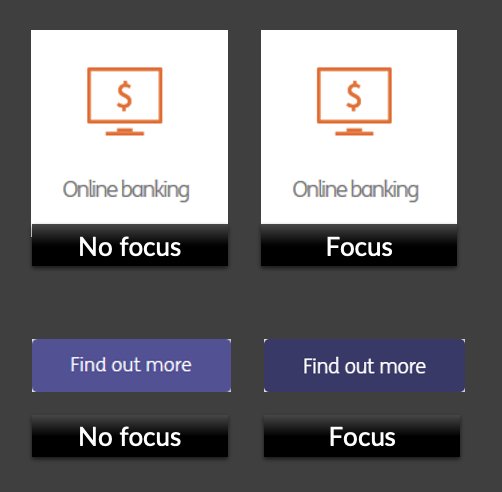 $ $
Online banking Online banking
No focus Focus
Find out more Find out more
No focus Focus